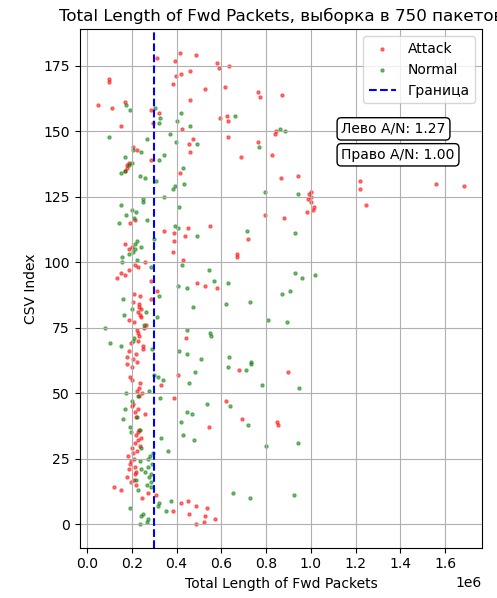 Total Length of Fwd Packets, выборка в 750 пакетов
Attack
Normal
Граница
Лево A/N: 1.27
Право A/N: 1.00
175
150
125
100
75
50
25
0
CSV Index
0.0 0.2 0.4 0.6 0.8 1.0 1.2 1.4 1.6
1e6
Total Length of Fwd Packets